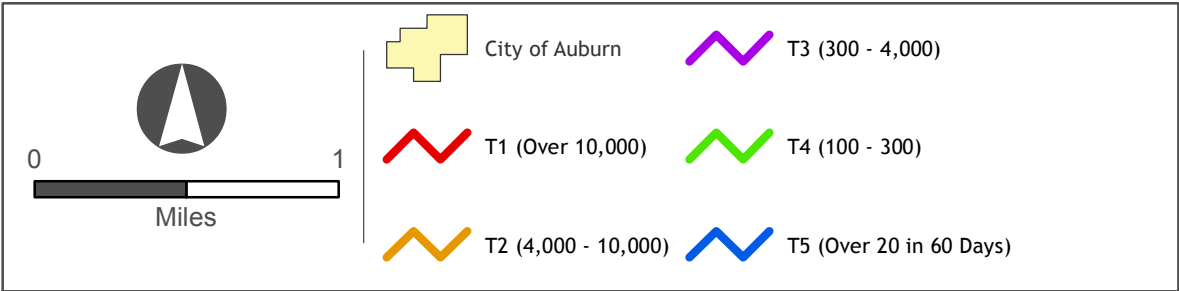 0 1
Miles
City of Auburn
T1 (Over 10,000)
T2 (4,000 - 10,000)
T3 (300 - 4,000)
T4 (100 - 300)
T5 (Over 20 in 60 Days)